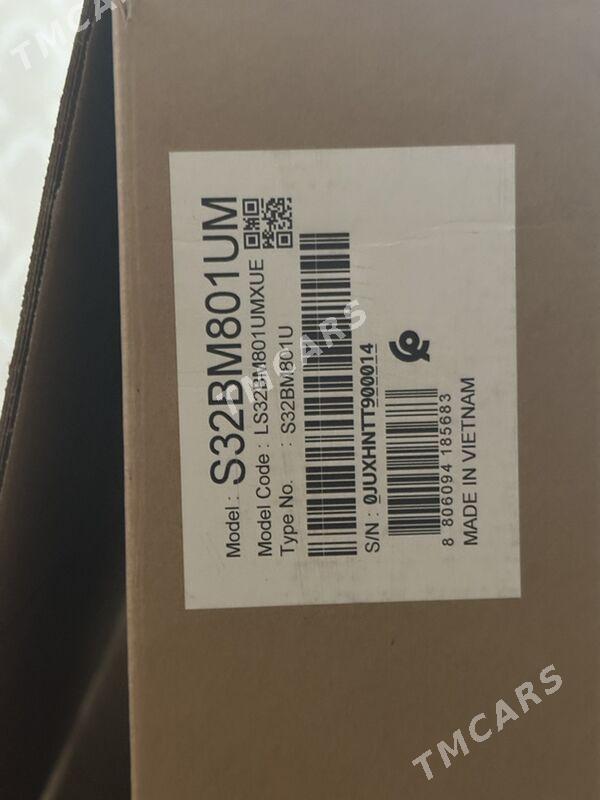 TMCARS
Model : S32BM801UM
Model Code : LS32BM801UMXUE
Type No. : S32BM801U
TMCARS
S/N : 0JUXHNTT900014
8 806094 185683
MADE IN VIETNAM
TMCARS